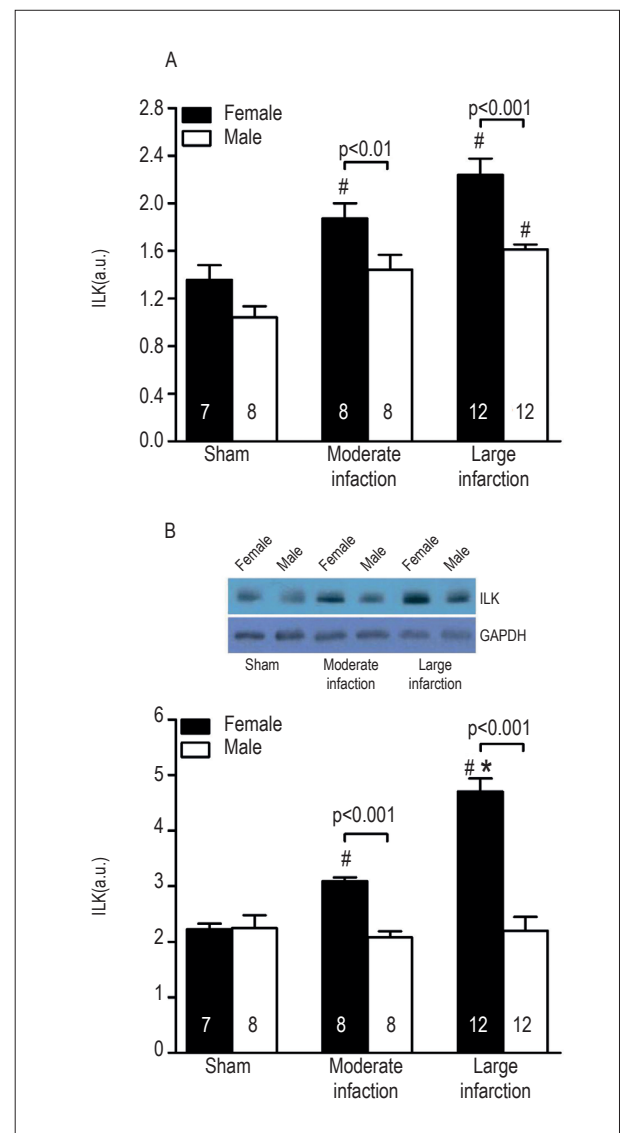 A
2.8
2.4
2.0
1.6
1.2
0.8
0.4
0.0
ILK(a.u.)
Female
Male
p<0.01
p<0.001
#
#
#
7 8 8 8 12 12
Sham Moderate infaction Large infarction
B
Female Male Female Male Female Male
ILK
GAPDH
Sham Moderate infaction Large infarction
6
5
4
3
2
1
0
ILK(a.u.)
Female
Male
p<0.001
p<0.001
#
# *
7 8 8 8 12 12
Sham Moderate infaction Large infarction